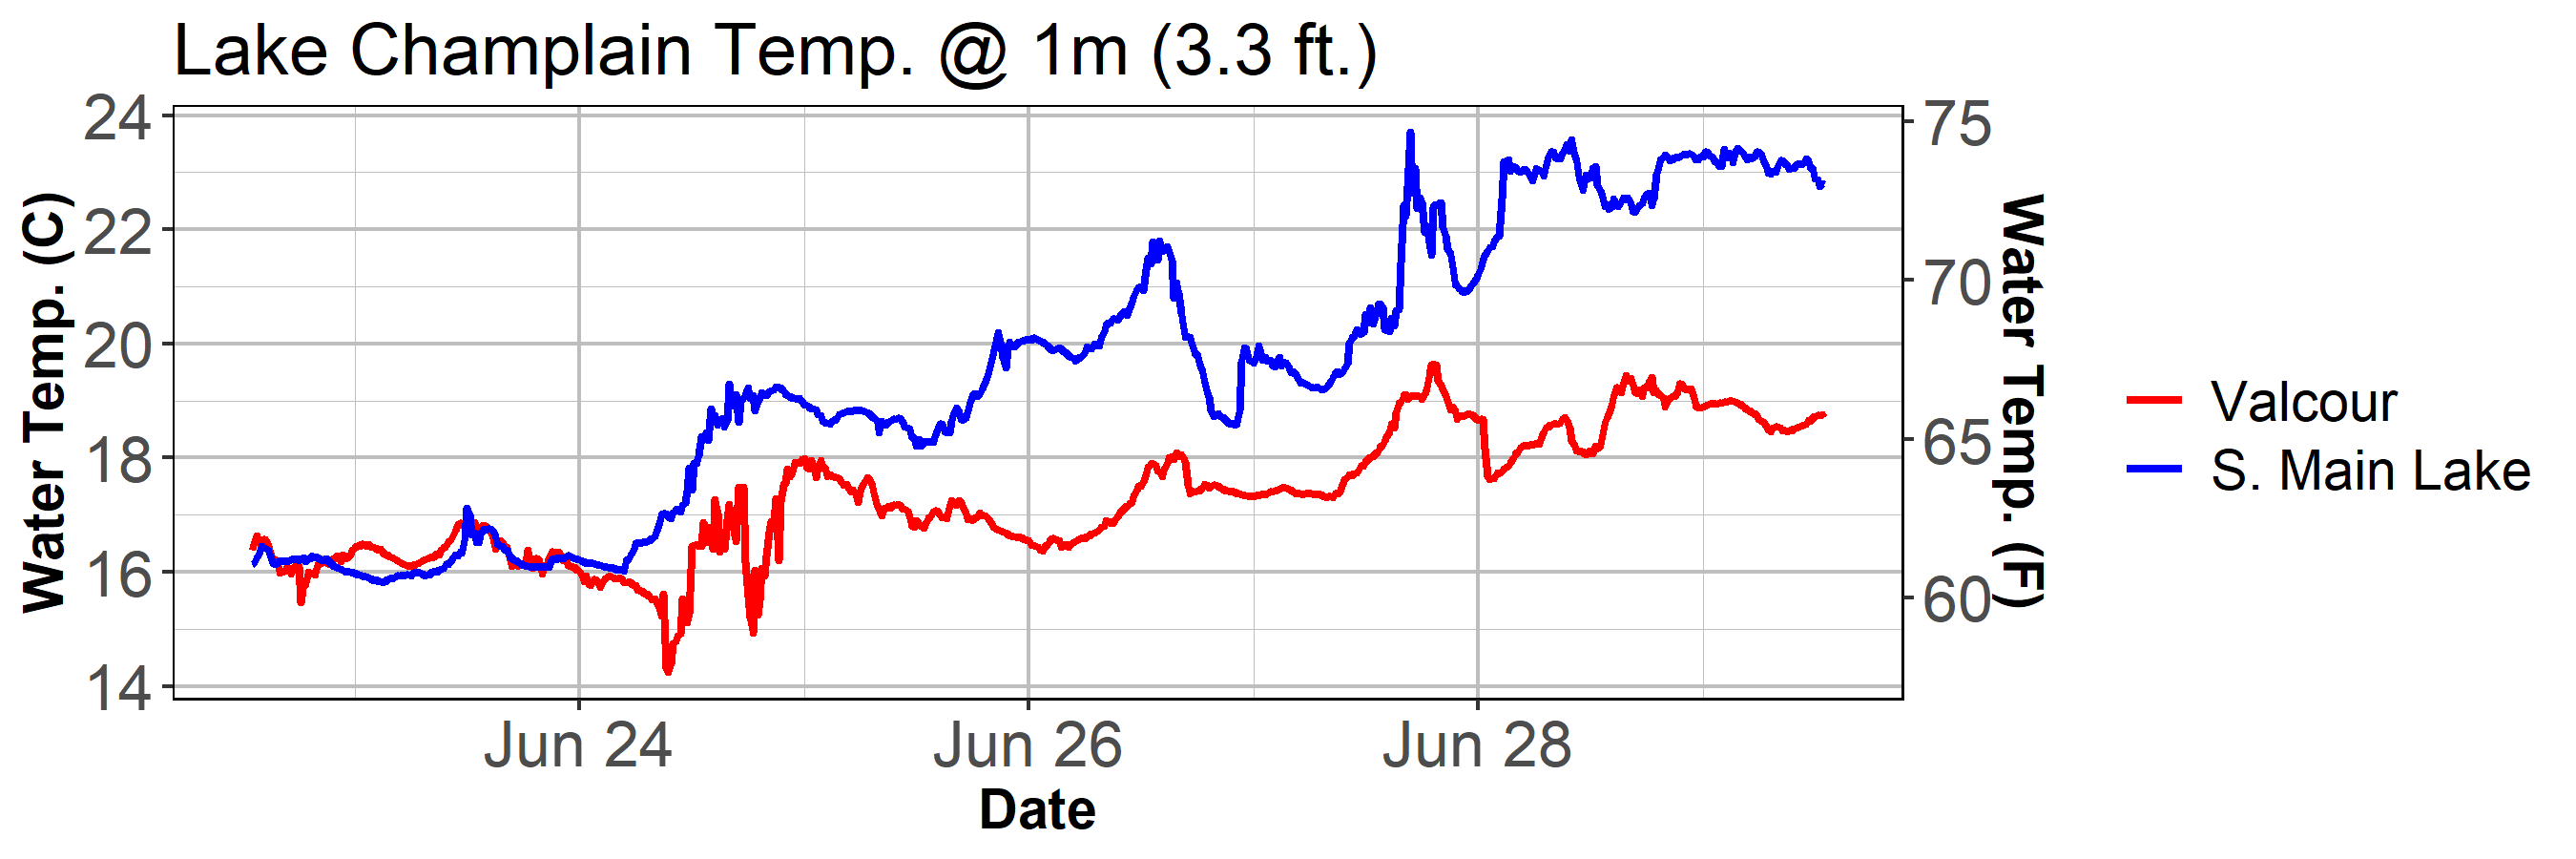 Lake Champlain Temp. @ 1m (3.3 ft.)
Water Temp. (C)
24
22
20
18
16
14
75
70
65
60
Water Temp. (F)
Jun 24 Jun 26 Jun 28
Date
Valcour
S. Main Lake